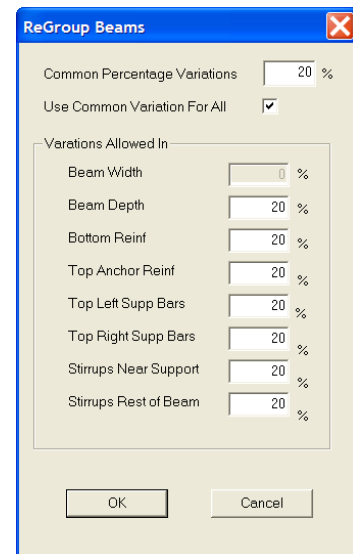 ReGroup Beams
Common Percentage Variations 20 %
Use Common Variation For All
Varations Allowed In
Beam Width 0 %
Beam Depth 20 %
Bottom Reinf 20 %
Top Anchor Reinf 20 %
Top Left Supp Bars 20 %
Top Right Supp Bars 20 %
Stirrups Near Support 20 %
Stirrups Rest of Beam 20 %
OK Cancel